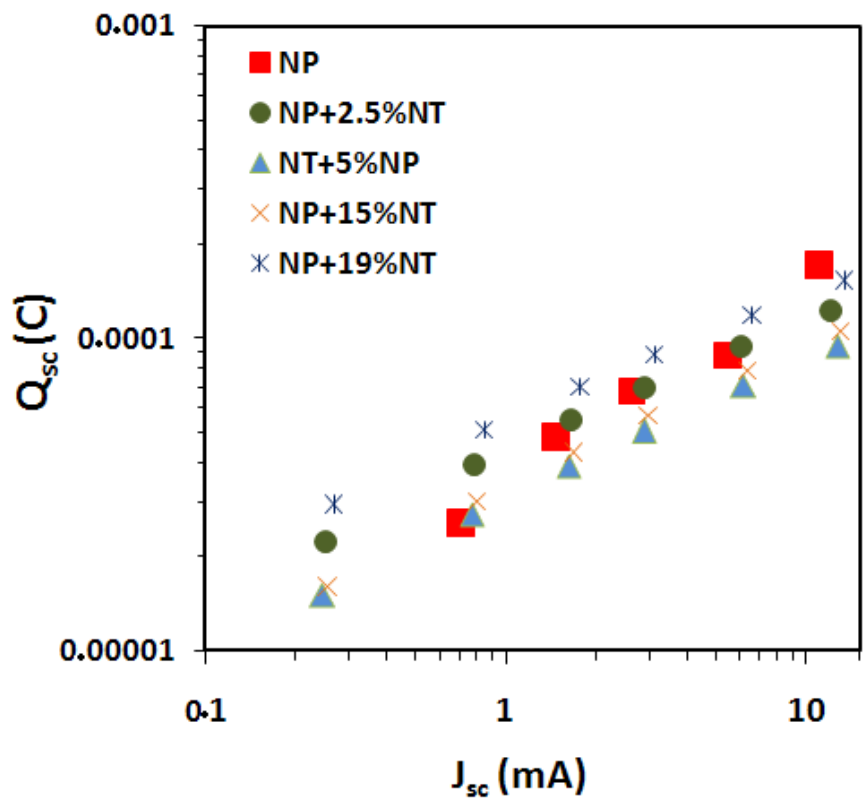 0.001
NP
NP+2.5%NT
NT+5%NP
NP+15%NT
NP+19%NT
Qsc (C)
0.0001
0.00001
0.1 1 10
Jsc (mA)